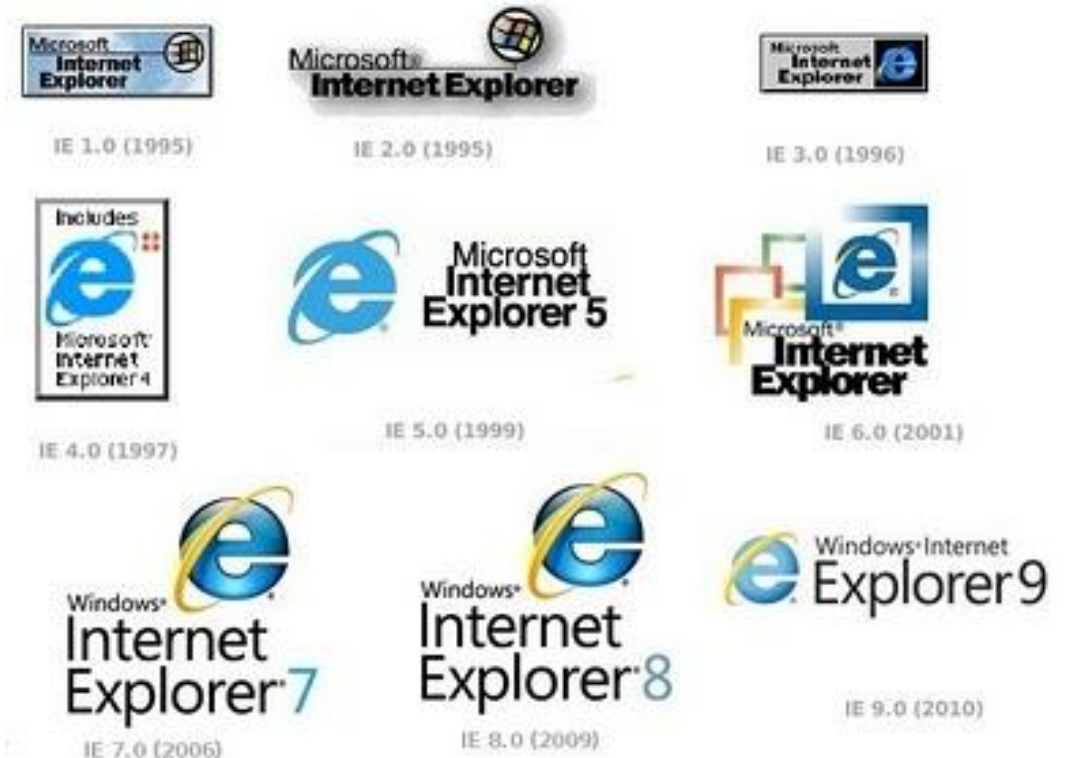 Microsoft
Internet
Explorer
IE 1.0 (1995)
Microsoft®
Internet Explorer
IE 2.0 (1995)
Microsoft
Internet
Explorer
IE 3.0 (1996)
Includes
Microsoft
Internet
Explorer 4
IE 4.0 (1997)
Microsoft
Internet
Explorer 5
IE 5.0 (1999)
Microsoft®
Internet
Explorer
IE 6.0 (2001)
Windows®
Internet
Explorer 7
IE 7.0 (2006)
Windows®
Internet
Explorer 8
IE 8.0 (2009)
Windows® Internet
Explorer 9
IE 9.0 (2010)